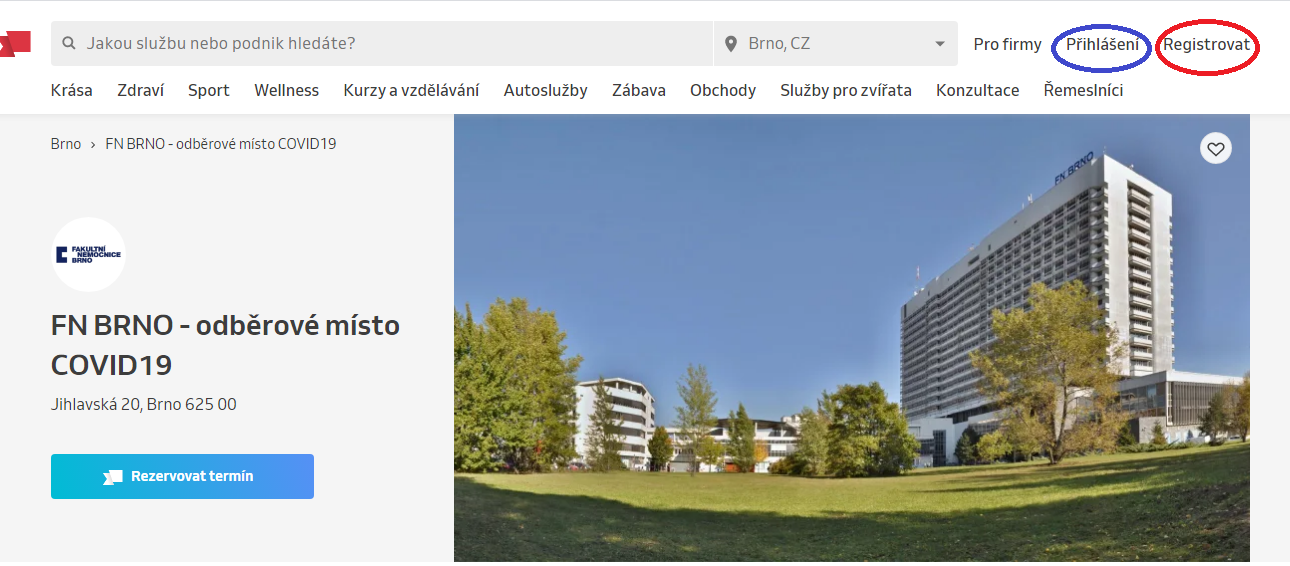 Jakou službu nebo podnik hledáte?
Brno, CZ
Pro firmy
Přihlášení
Registrovat
Krása Zdraví Sport Wellness Kurzy a vzdělávání Autoslužby Zábava Obchody Služby pro zvířata Konzultace Řemeslníci
Brno › FN BRNO - odběrové místo COVID19
FN BRNO
FAKULTNÍ
NEMOCNICE
BRNO
FN BRNO - odběrové místo
COVID19
Jihlavská 20, Brno 625 00
Rezervovat termín